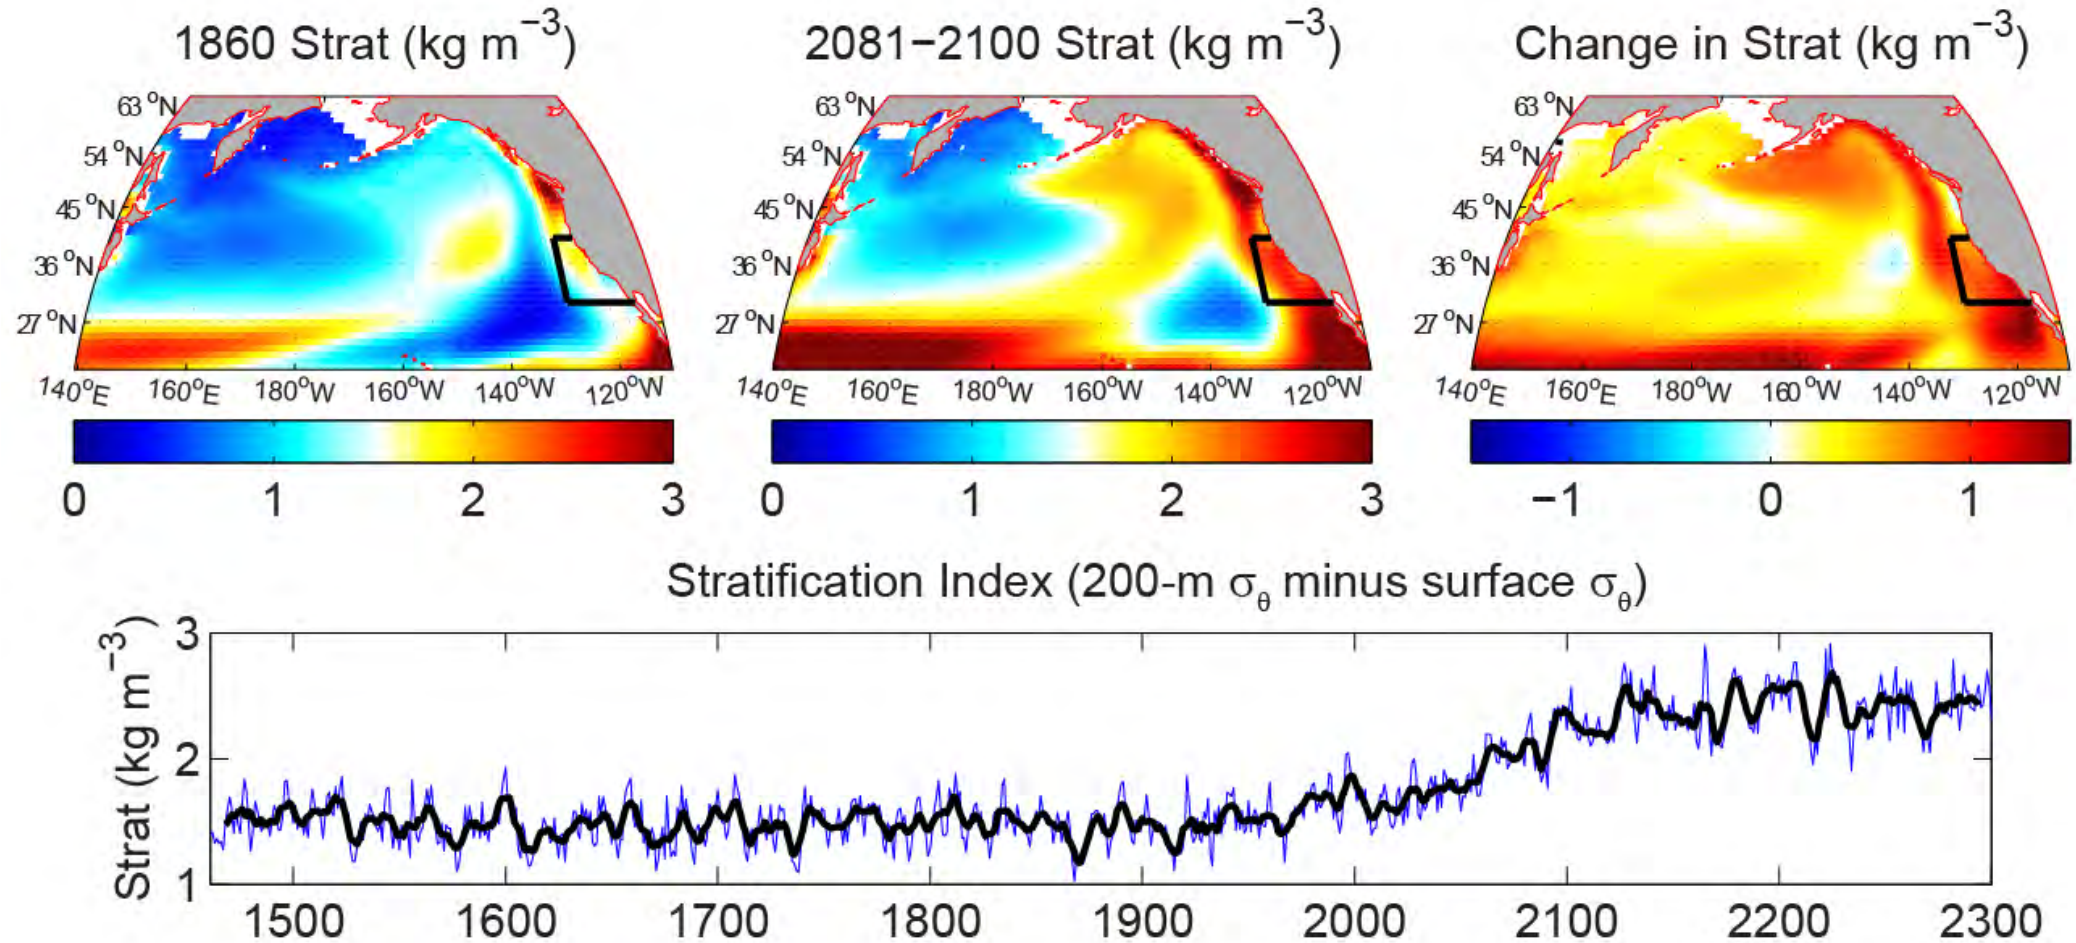 1860 Strat (kg m⁻³)
2081−2100 Strat (kg m⁻³)
Change in Strat (kg m⁻³)
63 °N
54 °N
45 °N
36 °N
27 °N
140°E 160°E 180°W 160°W 140°W 120°W
0 1 2 3
63 °N
54 °N
45 °N
36 °N
27 °N
140°E 160°E 180°W 160°W 140°W 120°W
0 1 2 3
63 °N
54 °N
45 °N
36 °N
27 °N
140°E 160°E 180°W 160°W 140°W 120°W
−1 0 1
Stratification Index (200-m σ_θ minus surface σ_θ)
Strat (kg m⁻³)
3
2
1
1500 1600 1700 1800 1900 2000 2100 2200 2300